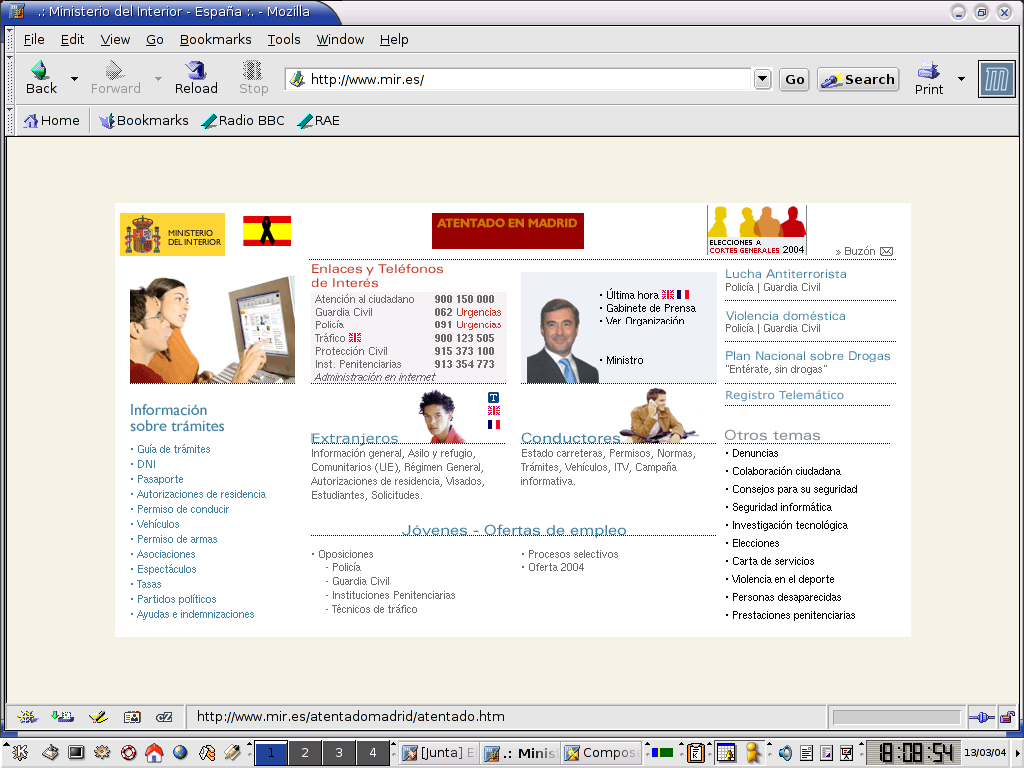 .: Ministerio del Interior - España :. - Mozilla
File Edit View Go Bookmarks Tools Window Help
Back Forward Reload Stop http://www.mir.es/ Go Search Print
Home Bookmarks Radio BBC RAE
MINISTERIO
DEL INTERIOR
ATENTADO EN MADRID
ELECCIONES A
CORTES GENERALES 2004
» Buzón
Enlaces y Teléfonos
de Interés
Atención al ciudadano 900 150 000
Guardia Civil 062 Urgencias
Policía 091 Urgencias
Tráfico 900 123 505
Protección Civil 915 373 100
Inst. Penitenciarias 913 354 773
Administración en internet
· Última hora
· Gabinete de Prensa
· Ver Organización
· Ministro
Lucha Antiterrorista
Policía | Guardia Civil
Violencia doméstica
Policía | Guardia Civil
Plan Nacional sobre Drogas
"Entérate, sin drogas"
Registro Telemático
Información
sobre trámites
· Guía de trámites
· DNI
· Pasaporte
· Autorizaciones de residencia
· Permiso de conducir
· Vehículos
· Permiso de armas
· Asociaciones
· Espectáculos
· Tasas
· Partidos políticos
· Ayudas e indemnizaciones
T
Extranjeros
Información general, Asilo y refugio,
Comunitarios (UE), Régimen General,
Autorizaciones de residencia, Visados,
Estudiantes, Solicitudes.
Conductores
Estado carreteras, Permisos, Normas,
Trámites, Vehículos, ITV, Campaña
informativa.
Jóvenes - Ofertas de empleo
· Oposiciones
- Policía
- Guardia Civil
- Instituciones Penitenciarias
- Técnicos de tráfico
· Procesos selectivos
· Oferta 2004
Otros temas
· Denuncias
· Colaboración ciudadana
· Consejos para su seguridad
· Seguridad informática
· Investigación tecnológica
· Elecciones
· Carta de servicios
· Violencia en el deporte
· Personas desaparecidas
· Prestaciones penitenciarias
http://www.mir.es/atentadomadrid/atentado.htm
1 2 3 4 [Junta] E .: Minis Compos 18:08:54 13/03/04